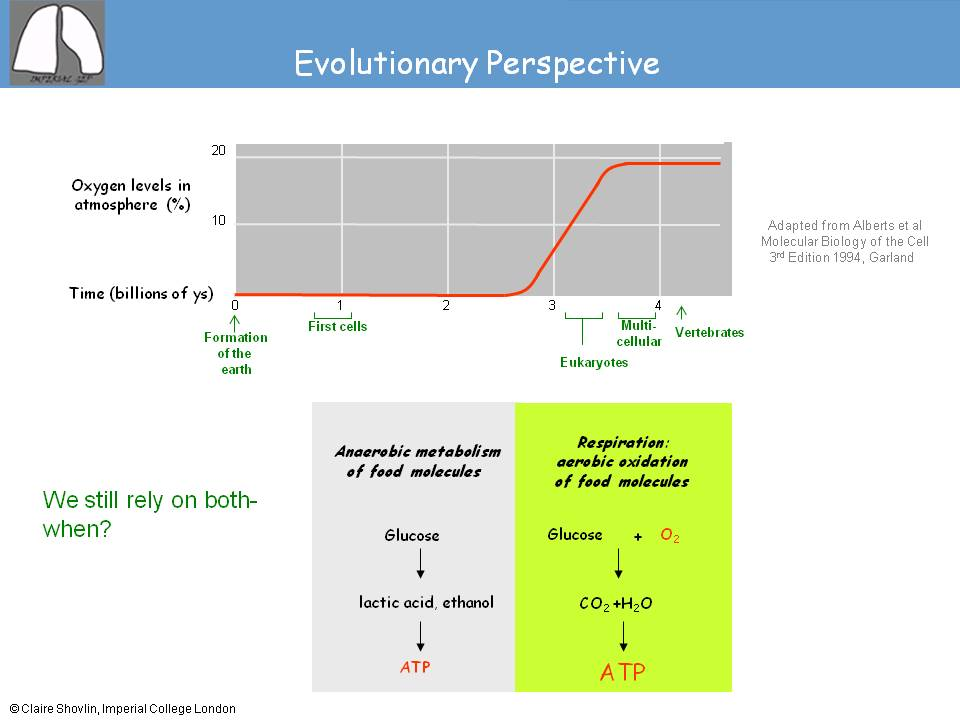 IMPERIAL SLP
Evolutionary Perspective
20
Oxygen levels in
atmosphere (%)
10
Adapted from Alberts et al
Molecular Biology of the Cell
3rd Edition 1994, Garland
Time (billions of ys)
0
1
2
3
4
Formation
of the
earth
First cells
Eukaryotes
Multi-
cellular
Vertebrates
We still rely on both-
when?
Anaerobic metabolism
of food molecules
Glucose
lactic acid, ethanol
ATP
Respiration:
aerobic oxidation
of food molecules
Glucose + O2
CO2 +H2O
ATP
© Claire Shovlin, Imperial College London